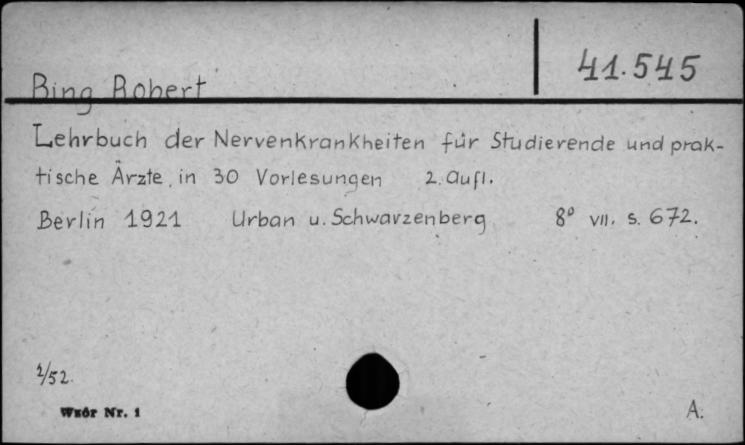 41.545
Bing Robert
Lehrbuch der Nervenkrankheiten für Studierende und prak-
tische Ärzte, in 30 Vorlesungen 2. Aufl.
Berlin 1921 Urban u. Schwarzenberg 8º VII. S. 672.
2/52.
Wzór Nr. 1
A.